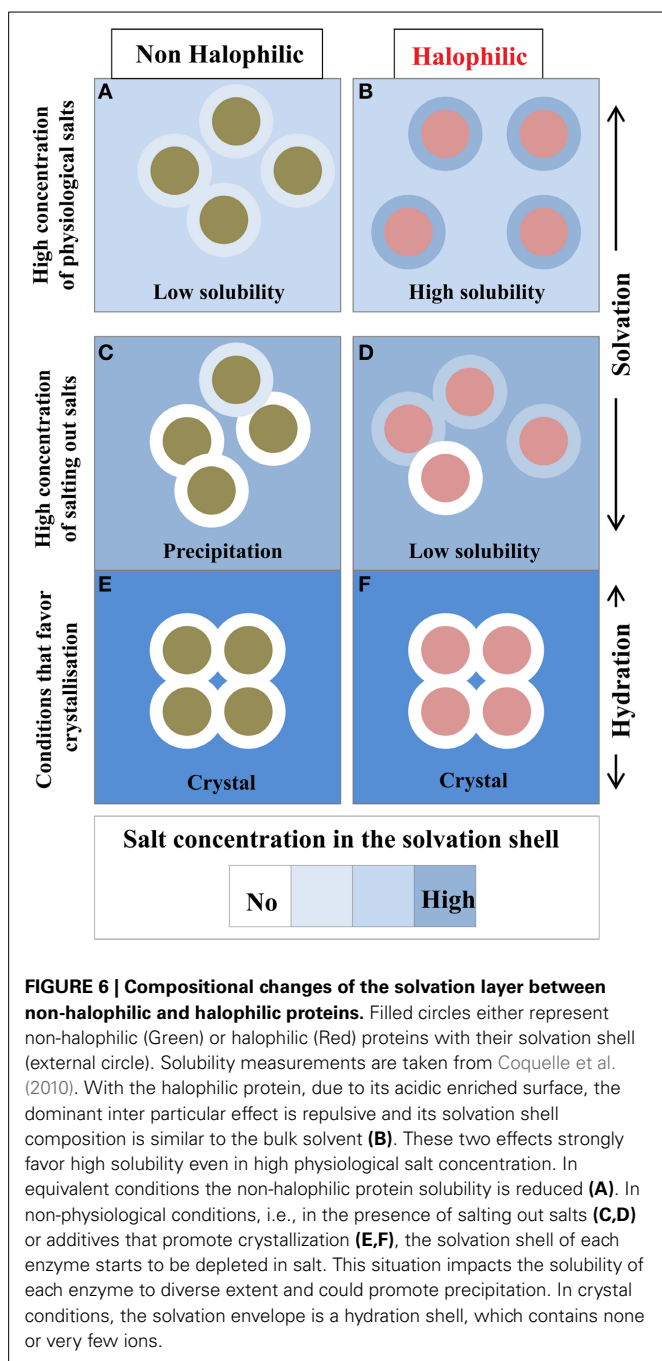 Non Halophilic
Halophilic
High concentration
of physiological salts
A
Low solubility
B
High solubility
Solvation
High concentration
of salting out salts
C
Precipitation
D
Low solubility
Conditions that favor
crystallisation
E
Crystal
F
Crystal
Hydration
Salt concentration in the solvation shell
No
High
FIGURE 6 | Compositional changes of the solvation layer between
non-halophilic and halophilic proteins. Filled circles either represent
non-halophilic (Green) or halophilic (Red) proteins with their solvation shell
(external circle). Solubility measurements are taken from Coquelle et al.
(2010). With the halophilic protein, due to its acidic enriched surface, the
dominant inter particular effect is repulsive and its solvation shell
composition is similar to the bulk solvent (B). These two effects strongly
favor high solubility even in high physiological salt concentration. In
equivalent conditions the non-halophilic protein solubility is reduced (A). In
non-physiological conditions, i.e., in the presence of salting out salts (C,D)
or additives that promote crystallization (E,F), the solvation shell of each
enzyme starts to be depleted in salt. This situation impacts the solubility of
each enzyme to diverse extent and could promote precipitation. In crystal
conditions, the solvation envelope is a hydration shell, which contains none
or very few ions.